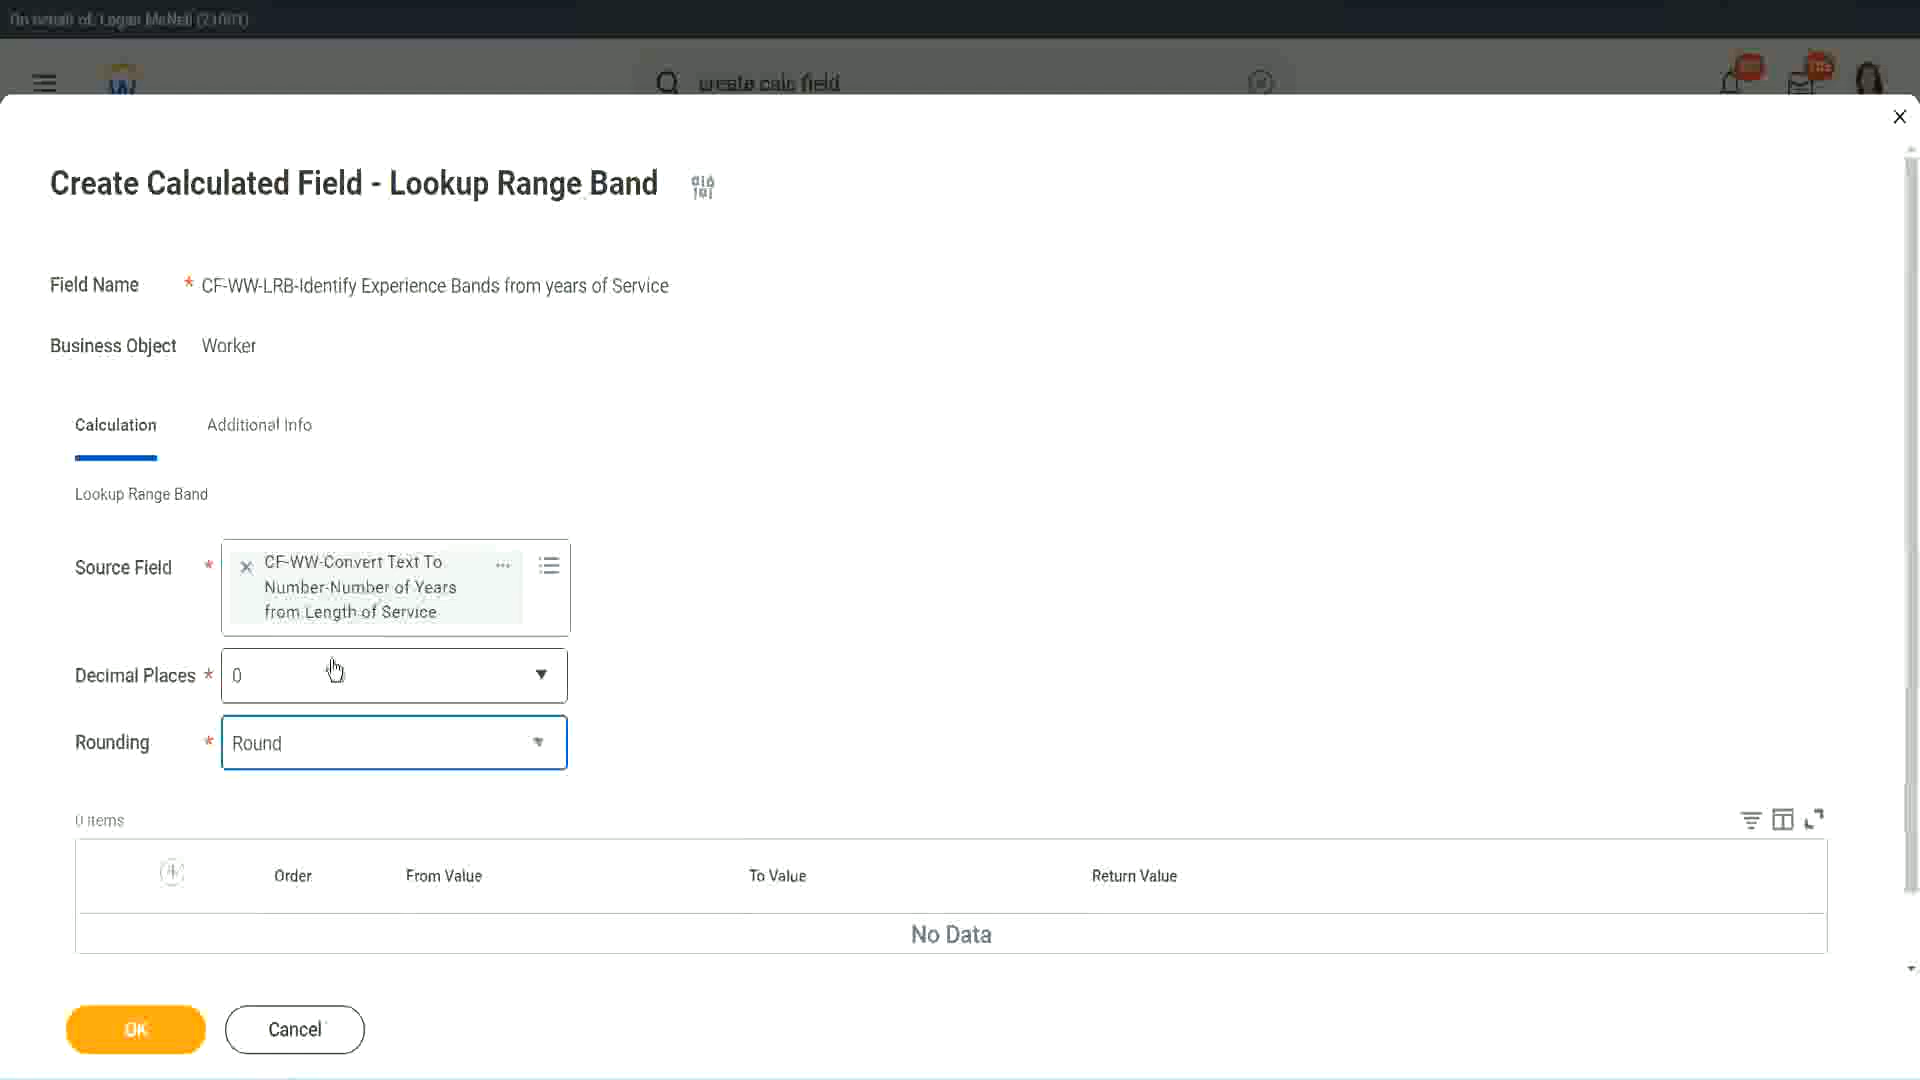 On behalf of: Logan McNeil (21001)
create calc field
Create Calculated Field - Lookup Range Band
Field Name * CF-WW-LRB-Identify Experience Bands from years of Service
Business Object Worker
Calculation Additional Info
Lookup Range Band
Source Field * CF-WW-Convert Text To
Number-Number of Years
from Length of Service
Decimal Places * 0
Rounding * Round
0 items
Order From Value To Value Return Value
No Data
OK Cancel